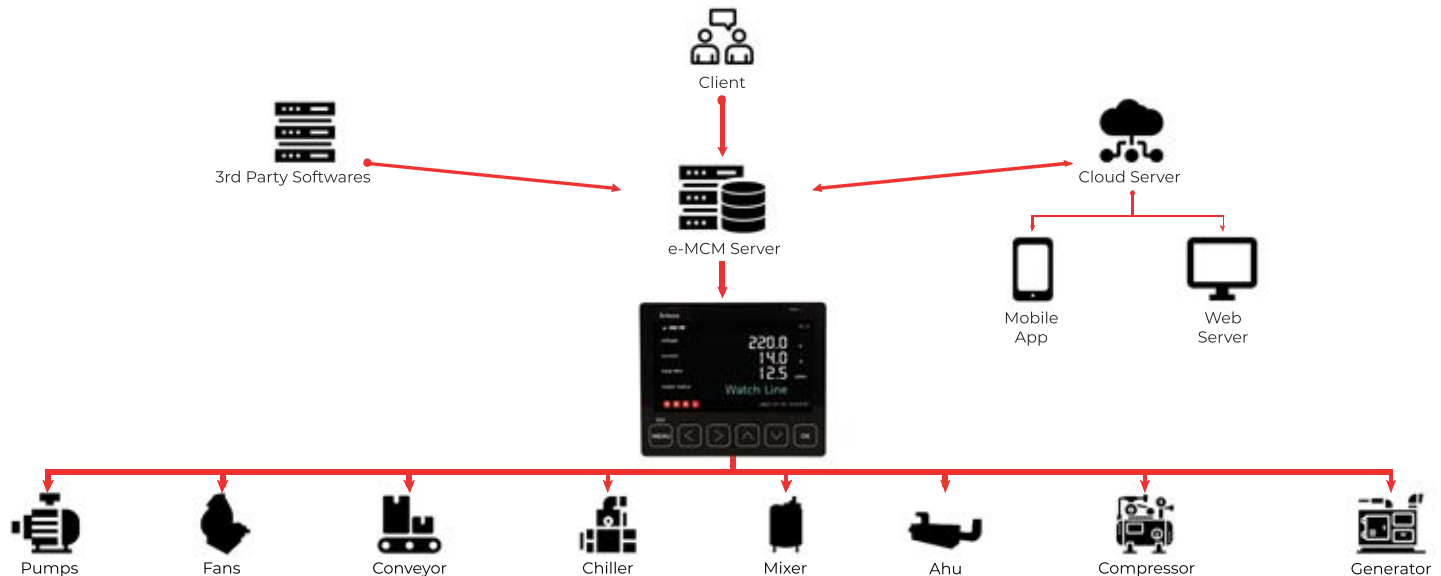 Client
3rd Party Softwares
Cloud Server
e-MCM Server
Mobile
App
Web
Server
220.0
14.0
12.5
Watch Line
MENU
OK
Pumps
Fans
Conveyor
Chiller
Mixer
Ahu
Compressor
Generator